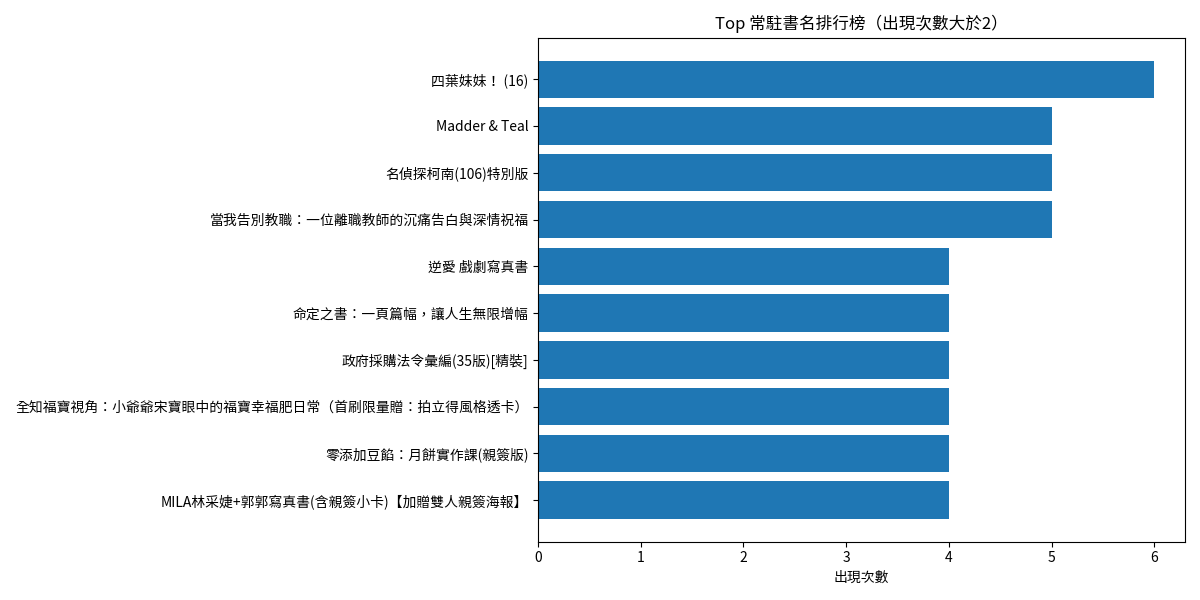 Top 常駐書名排行榜（出現次數大於2）
四葉妹妹！ (16)
Madder & Teal
名偵探柯南(106)特別版
當我告別教職：一位離職教師的沉痛告白與深情祝福
逆愛 戲劇寫真書
命定之書：一頁篇幅，讓人生無限增幅
政府採購法令彙編(35版)[精裝]
全知福寶視角：小爺爺宋寶眼中的福寶幸福肥日常（首刷限量贈：拍立得風格透卡）
零添加豆餡：月餅實作課(親簽版)
MILA林采婕+郭郭寫真書(含親簽小卡)【加贈雙人親簽海報】
0 1 2 3 4 5 6
出現次數